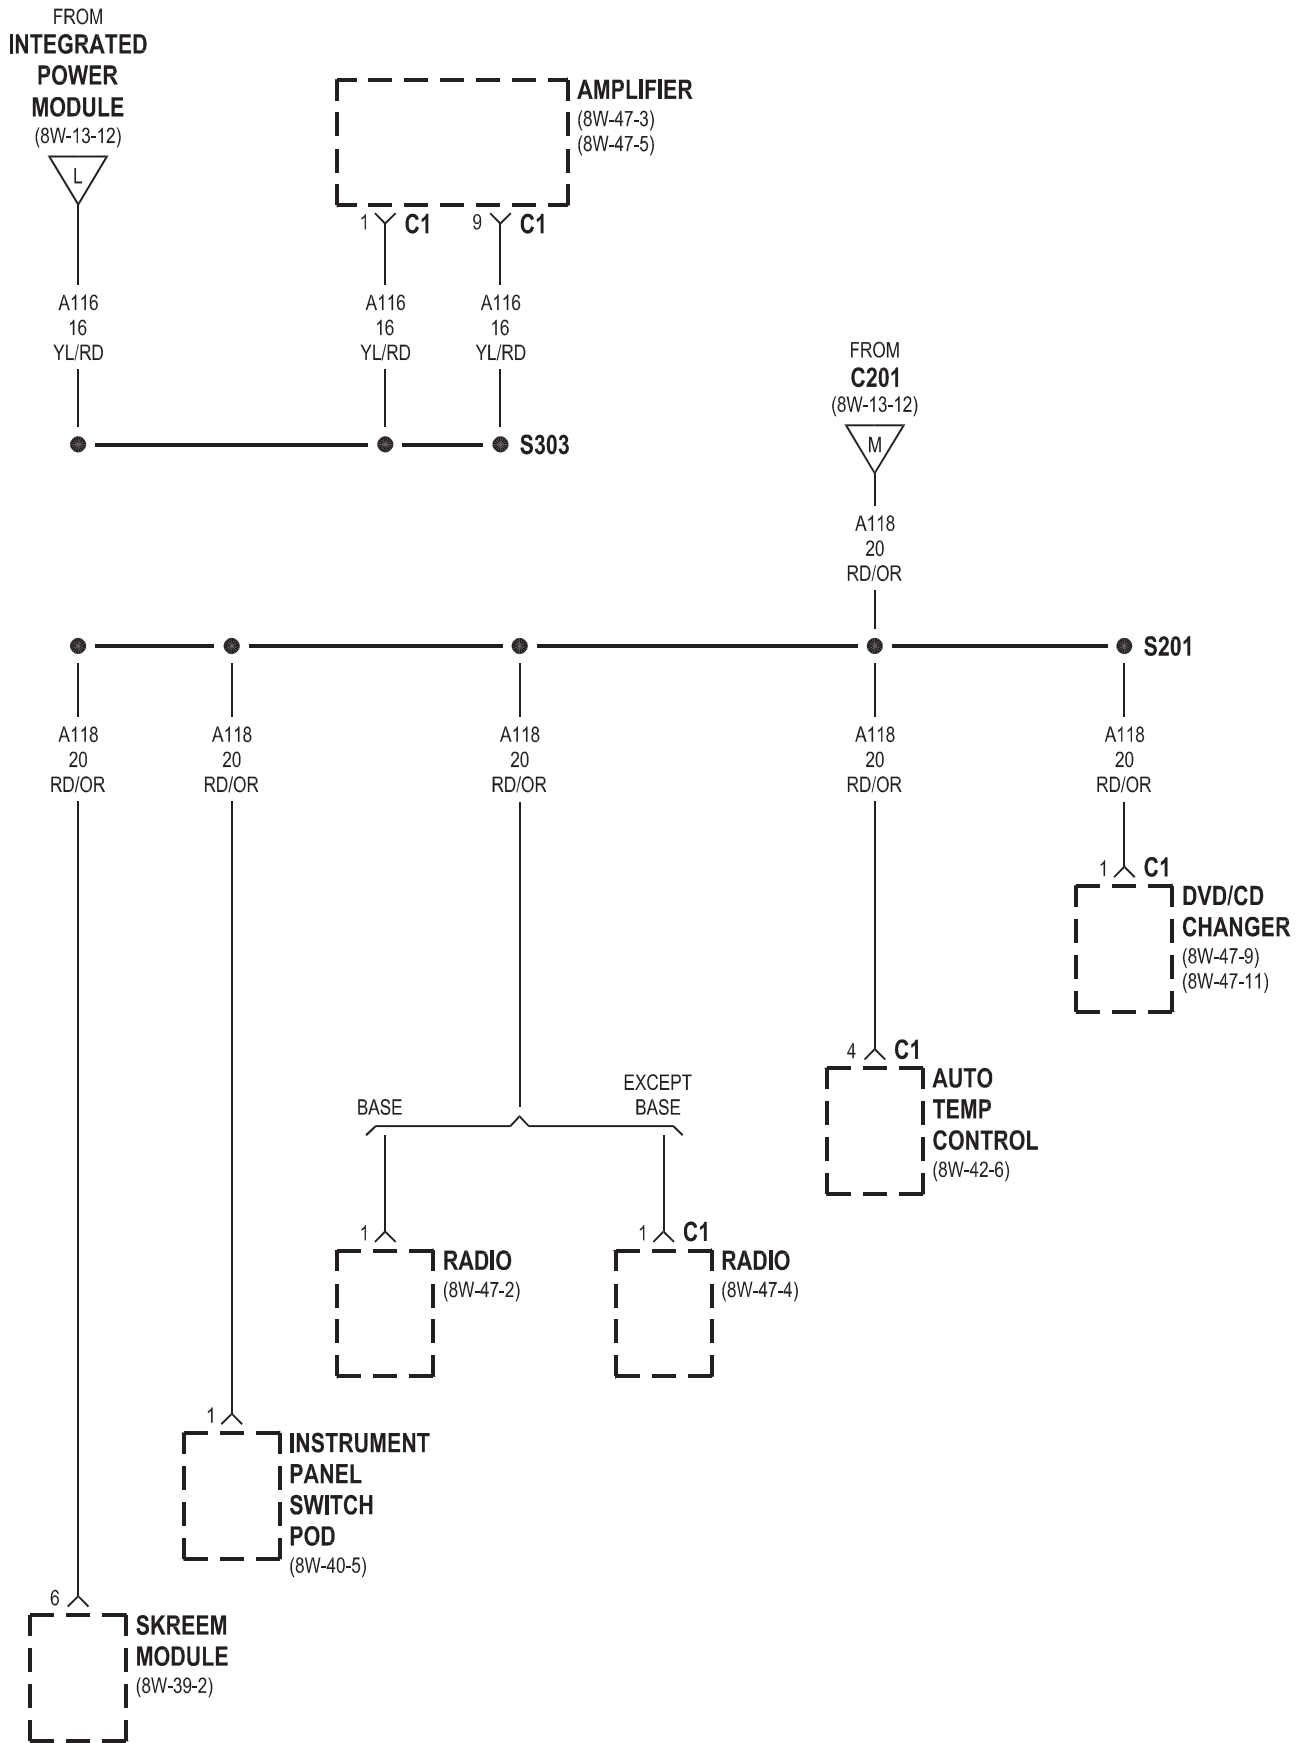 FROM
INTEGRATED
POWER
MODULE
(8W-13-12)
L
AMPLIFIER
(8W-47-3)
(8W-47-5)
1 C1
9 C1
A116
16
YL/RD
A116
16
YL/RD
A116
16
YL/RD
S303
FROM
C201
(8W-13-12)
M
A118
20
RD/OR
S201
A118
20
RD/OR
A118
20
RD/OR
A118
20
RD/OR
A118
20
RD/OR
A118
20
RD/OR
1 C1
DVD/CD
CHANGER
(8W-47-9)
(8W-47-11)
4 C1
AUTO
TEMP
CONTROL
(8W-42-6)
BASE
EXCEPT
BASE
1
RADIO
(8W-47-2)
1 C1
RADIO
(8W-47-4)
1
INSTRUMENT
PANEL
SWITCH
POD
(8W-40-5)
6
SKREEM
MODULE
(8W-39-2)